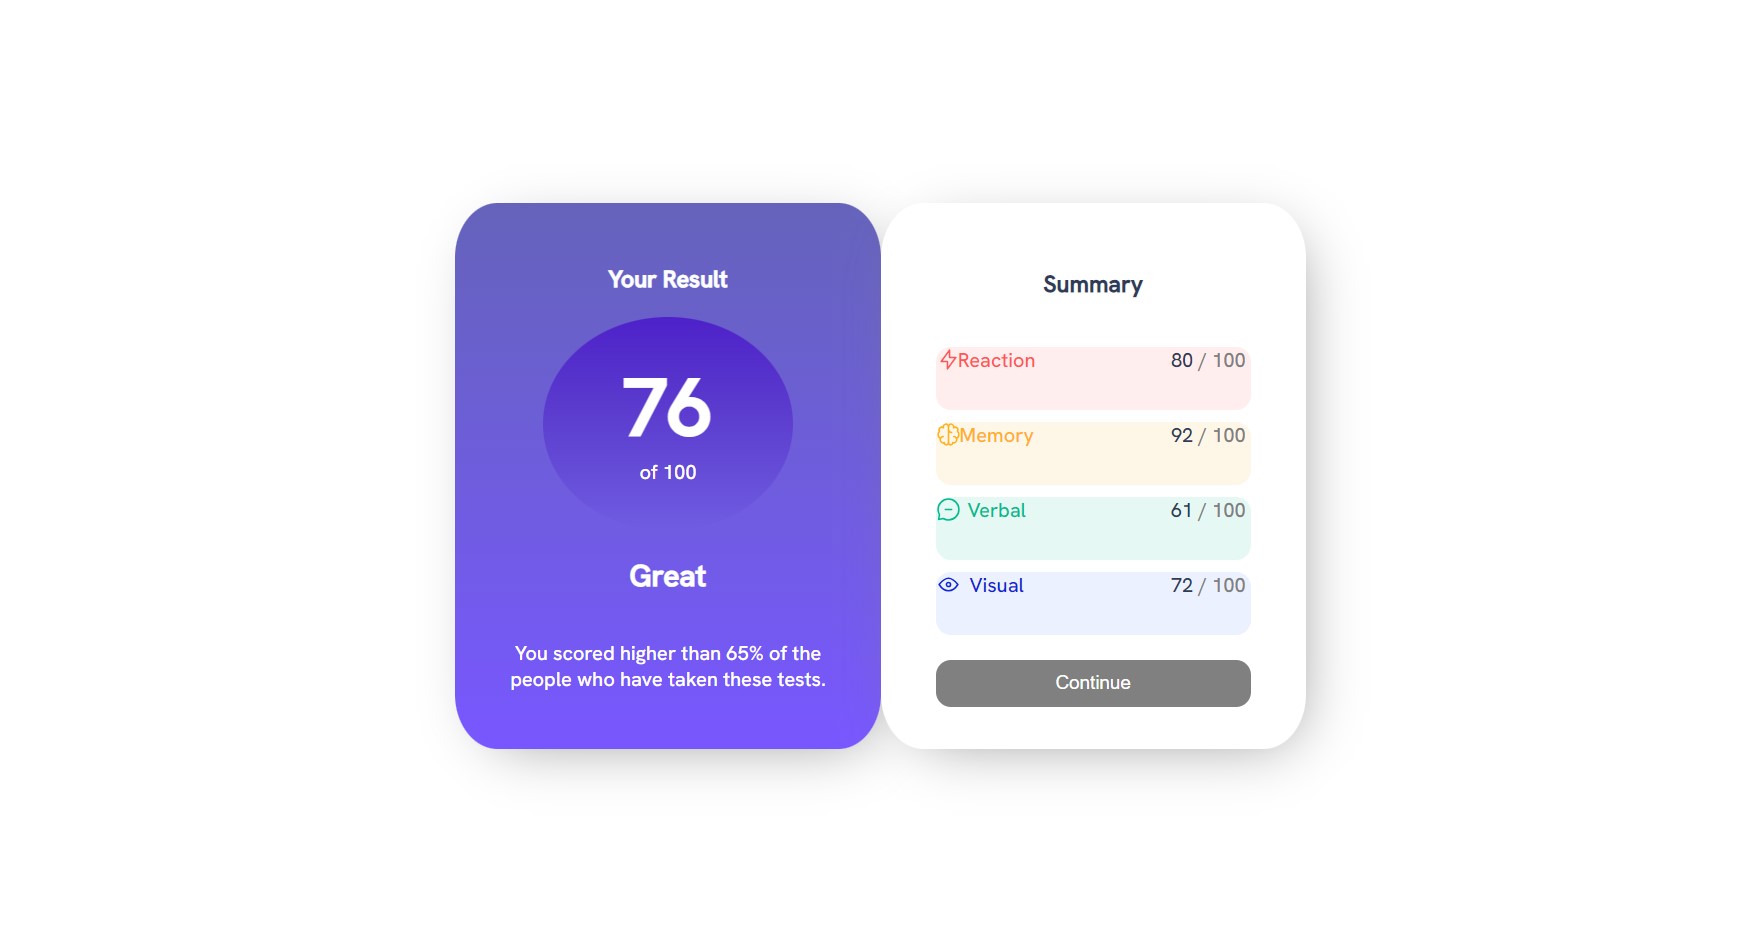 Your Result
76
of 100
Great
You scored higher than 65% of the
people who have taken these tests.
Summary
Reaction 80 / 100
Memory 92 / 100
Verbal 61 / 100
Visual 72 / 100
Continue